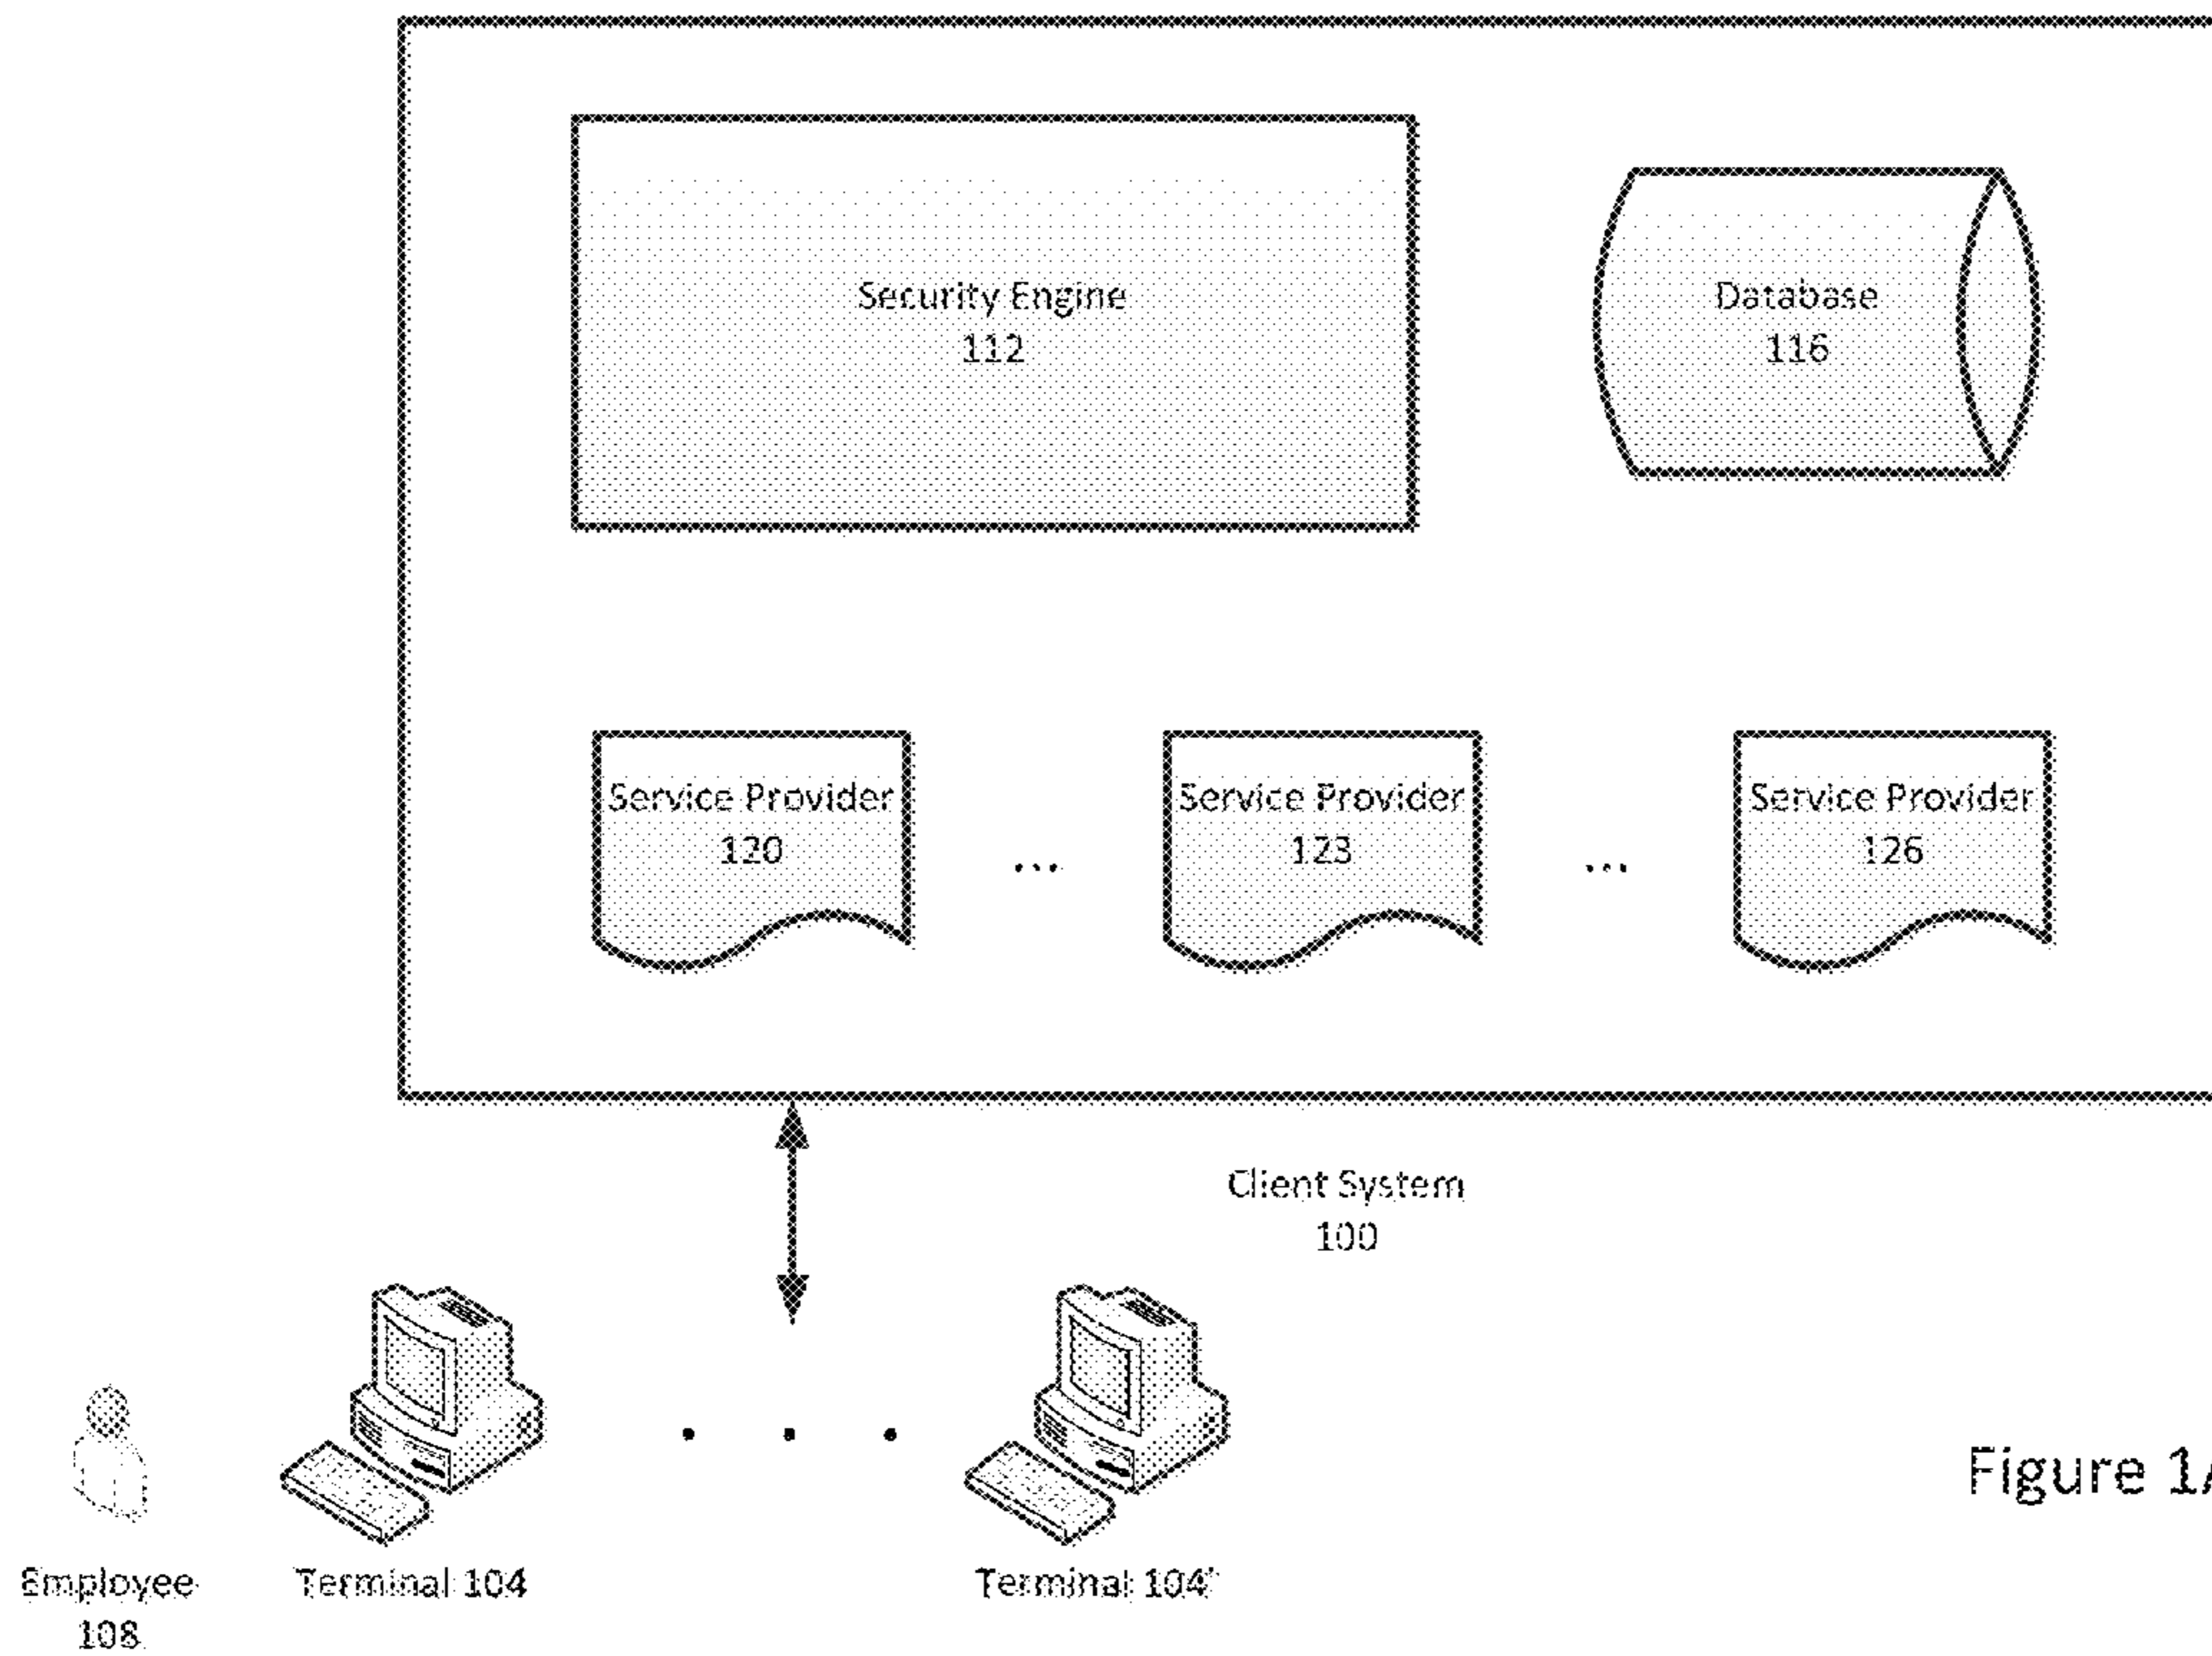 Security Engine
112
Database
116
Service Provider
120
...
Service Provider
123
...
Service Provider
126
Client System
100
Employee
108
Terminal 104
Terminal 104'
Figure 1A